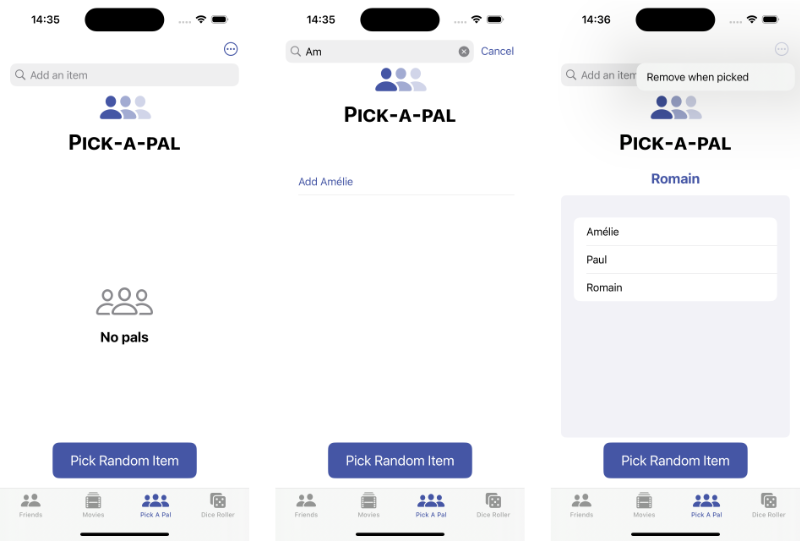 14:35
Add an item
PICK-A-PAL
No pals
Pick Random Item
Friends
Movies
Pick A Pal
Dice Roller
14:35
Am
Cancel
PICK-A-PAL
Add Amélie
Pick Random Item
Friends
Movies
Pick A Pal
Dice Roller
14:36
Add an item
Remove when picked
PICK-A-PAL
Romain
Amélie
Paul
Romain
Pick Random Item
Friends
Movies
Pick A Pal
Dice Roller